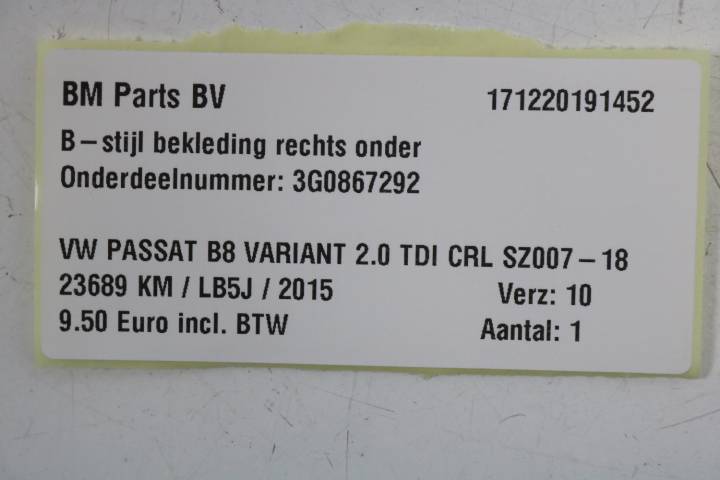 BM Parts BV 171220191452
B-stijl bekleding rechts onder
Onderdeelnummer: 3G0867292
VW PASSAT B8 VARIANT 2.0 TDI CRL SZ007-18
23689 KM / LB5J / 2015 Verz: 10
9.50 Euro incl. BTW Aantal: 1